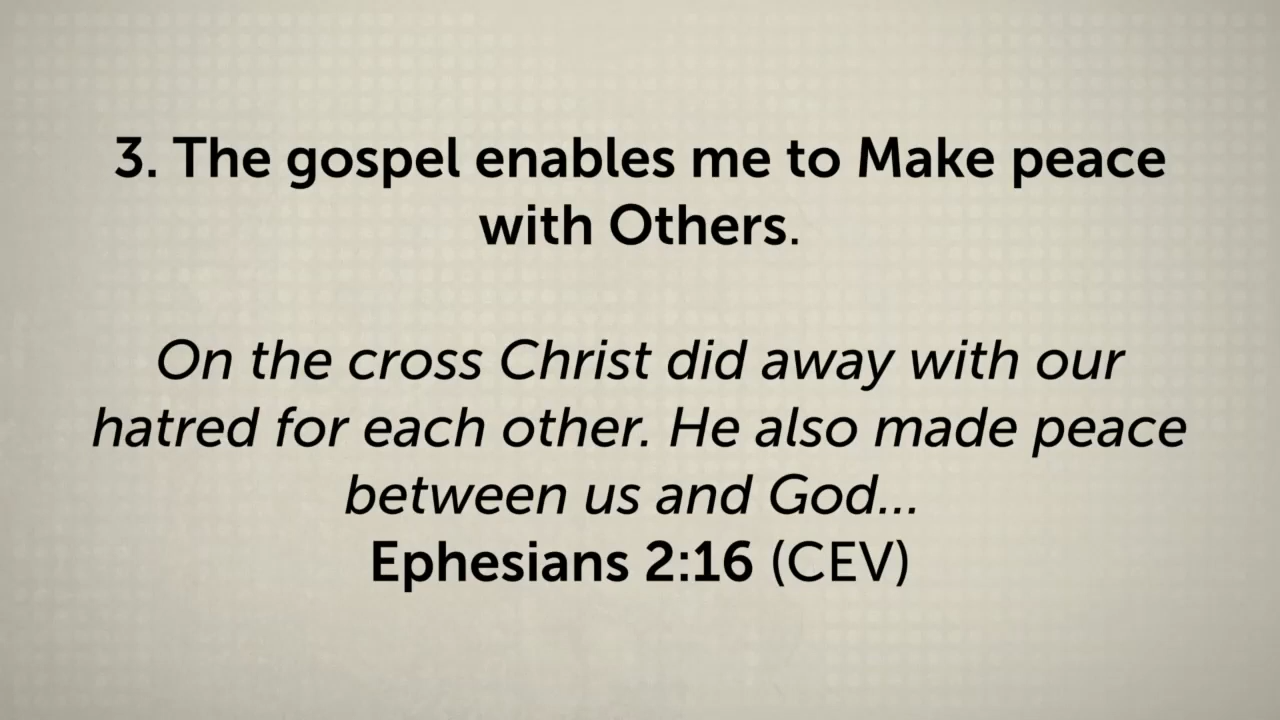 3. The gospel enables me to Make peace
with Others.
On the cross Christ did away with our
hatred for each other. He also made peace
between us and God...
Ephesians 2:16 (CEV)